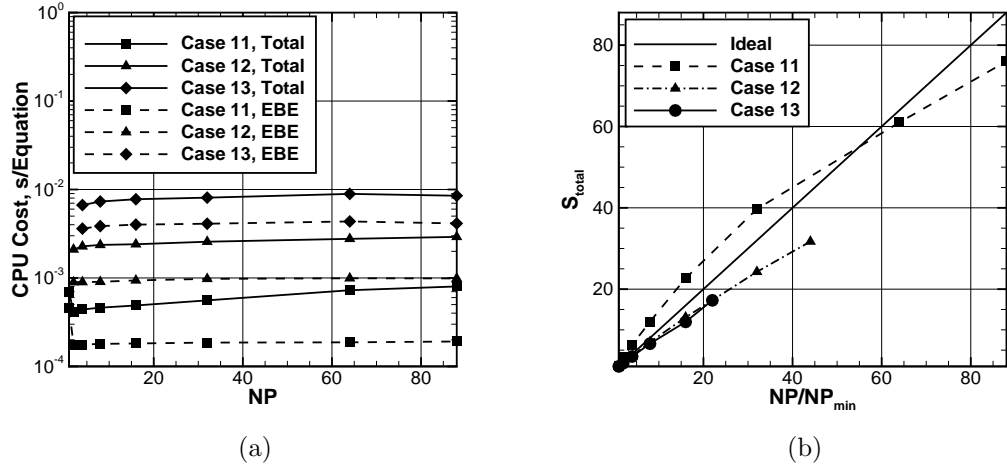 CPU Cost, s/Equation
10⁰
10⁻¹
10⁻²
10⁻³
10⁻⁴
Case 11, Total
Case 12, Total
Case 13, Total
Case 11, EBE
Case 12, EBE
Case 13, EBE
20 40 60 80
NP
(a)
S_total
80
60
40
20
Ideal
Case 11
Case 12
Case 13
20 40 60 80
NP/NP_min
(b)